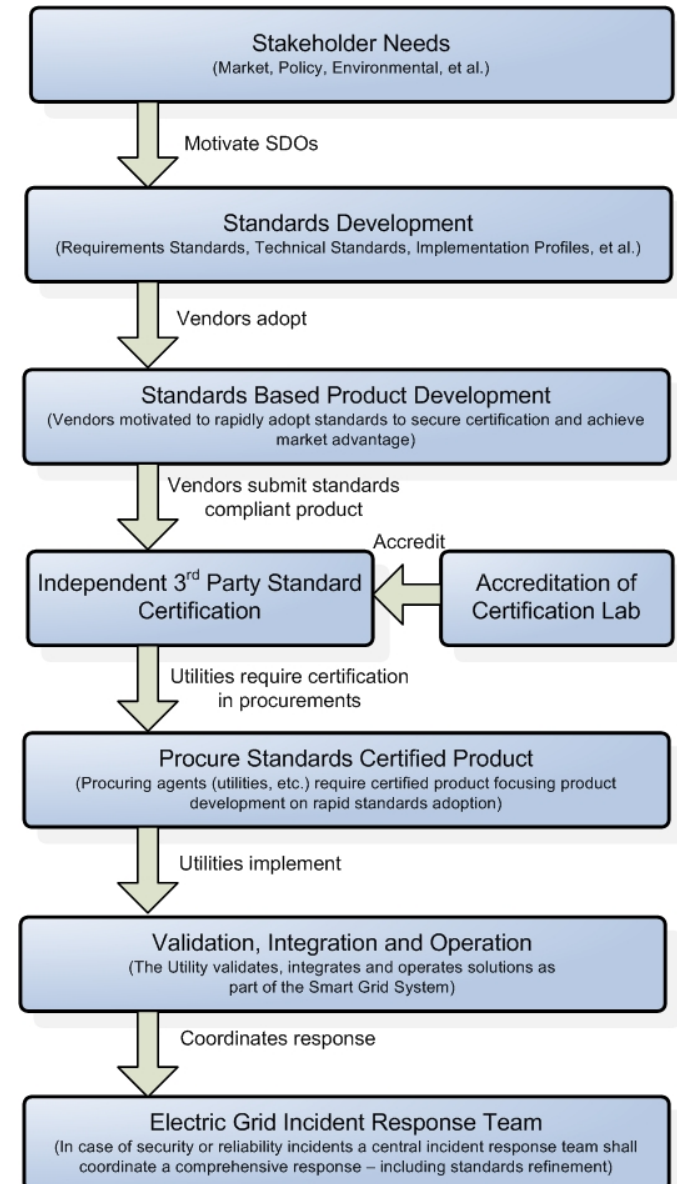 Stakeholder Needs
(Market, Policy, Environmental, et al.)
Motivate SDOs
Standards Development
(Requirements Standards, Technical Standards, Implementation Profiles, et al.)
Vendors adopt
Standards Based Product Development
(Vendors motivated to rapidly adopt standards to secure certification and achieve
market advantage)
Vendors submit standards
compliant product
Accredit
Independent 3rd Party Standard
Certification
Accreditation of
Certification Lab
Utilities require certification
in procurements
Procure Standards Certified Product
(Procuring agents (utilities, etc.) require certified product focusing product
development on rapid standards adoption)
Utilities implement
Validation, Integration and Operation
(The Utility validates, integrates and operates solutions as
part of the Smart Grid System)
Coordinates response
Electric Grid Incident Response Team
(In case of security or reliability incidents a central incident response team shall
coordinate a comprehensive response – including standards refinement)